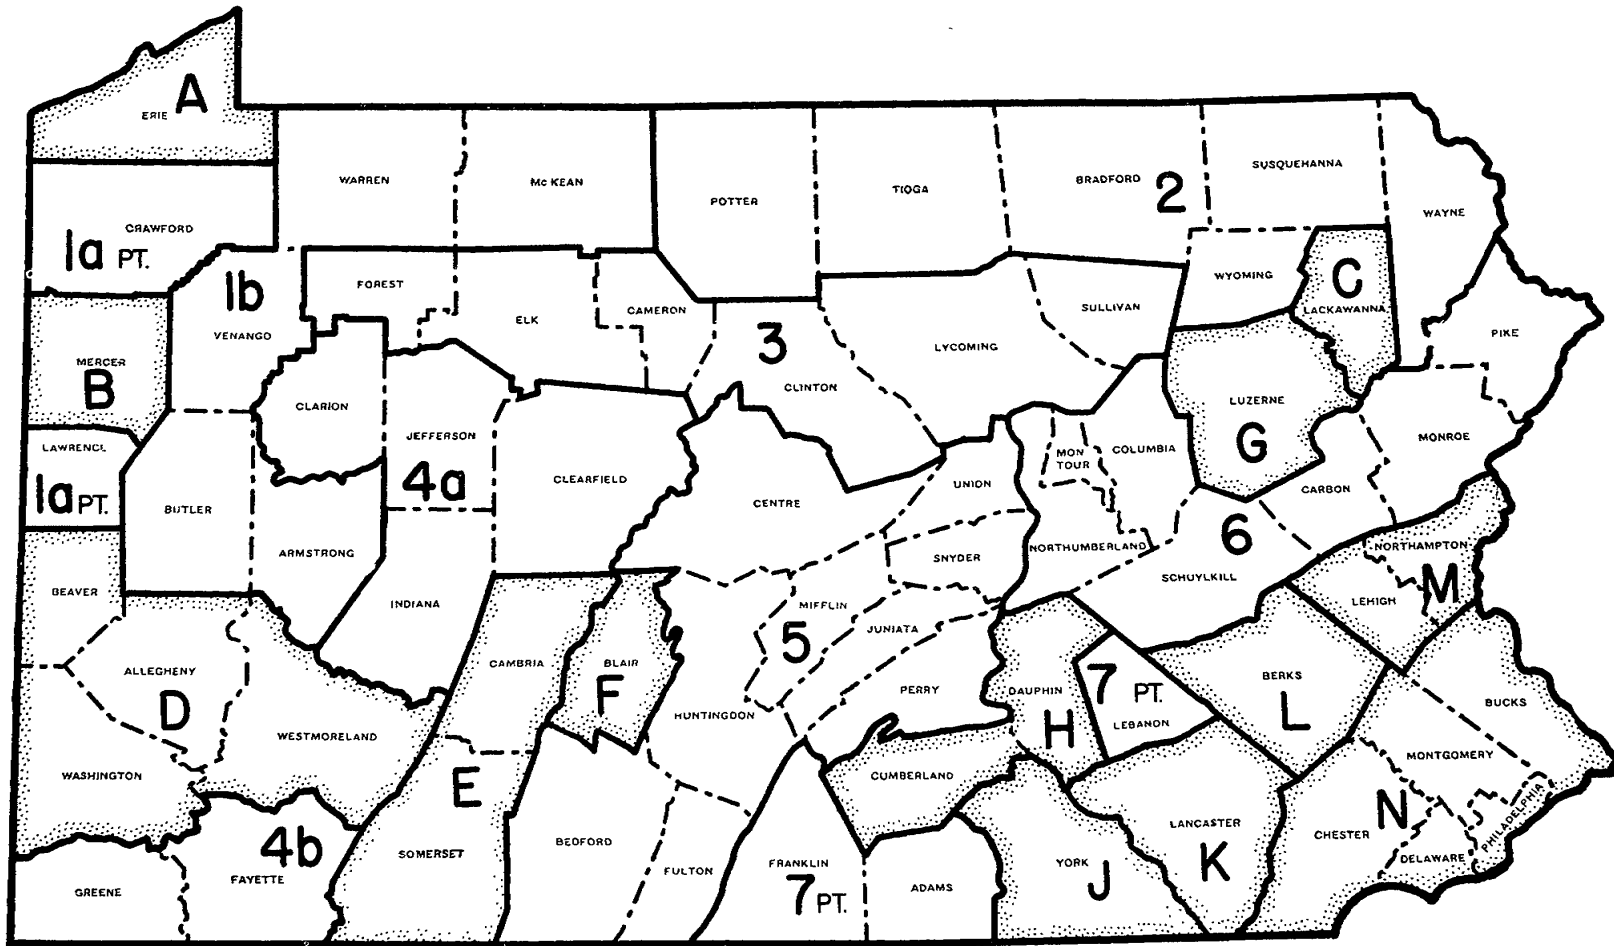 A
ERIE
WARREN
Mc KEAN
POTTER
TIOGA
BRADFORD
2
SUSQUEHANNA
WAYNE
CRAWFORD
1a PT.
1b
VENANGO
FOREST
ELK
CAMERON
3
CLINTON
LYCOMING
SULLIVAN
WYOMING
C
LACKAWANNA
PIKE
MERCER
B
CLARION
JEFFERSON
4a
CLEARFIELD
CENTRE
UNION
MON
TOUR
COLUMBIA
LUZERNE
G
CARBON
MONROE
LAWRENCE
1a PT.
BUTLER
ARMSTRONG
INDIANA
SNYDER
NORTHUMBERLAND
6
SCHUYLKILL
NORTHAMPTON
LEHIGH
M
BEAVER
ALLEGHENY
D
WESTMORELAND
WASHINGTON
CAMBRIA
E
SOMERSET
BLAIR
F
HUNTINGDON
MIFFLIN
5
JUNIATA
PERRY
DAUPHIN
H
7 PT.
LEBANON
BERKS
L
BUCKS
MONTGOMERY
CUMBERLAND
GREENE
4b
FAYETTE
BEDFORD
FULTON
FRANKLIN
7 PT.
ADAMS
YORK
J
LANCASTER
K
CHESTER
N
DELAWARE
PHILADELPHIA